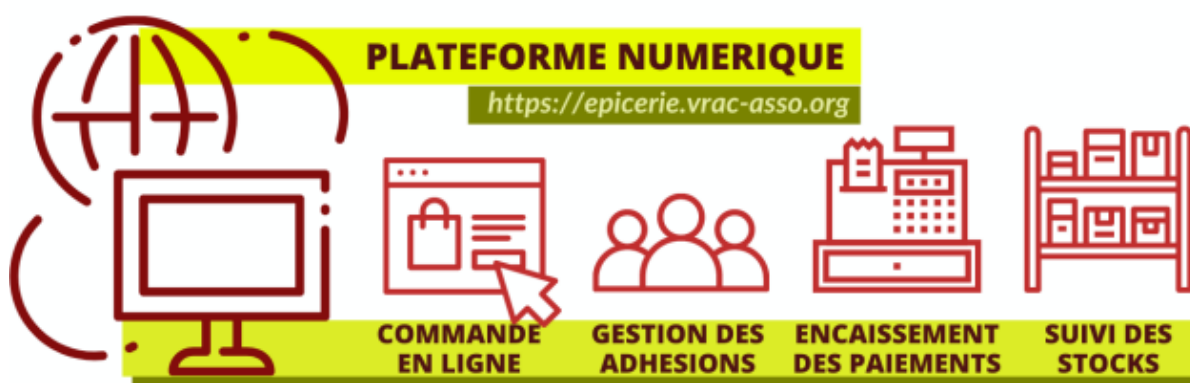 PLATEFORME NUMERIQUE
https://epicerie.vrac-asso.org
COMMANDE
EN LIGNE
GESTION DES
ADHESIONS
ENCAISSEMENT
DES PAIEMENTS
SUIVI DES
STOCKS